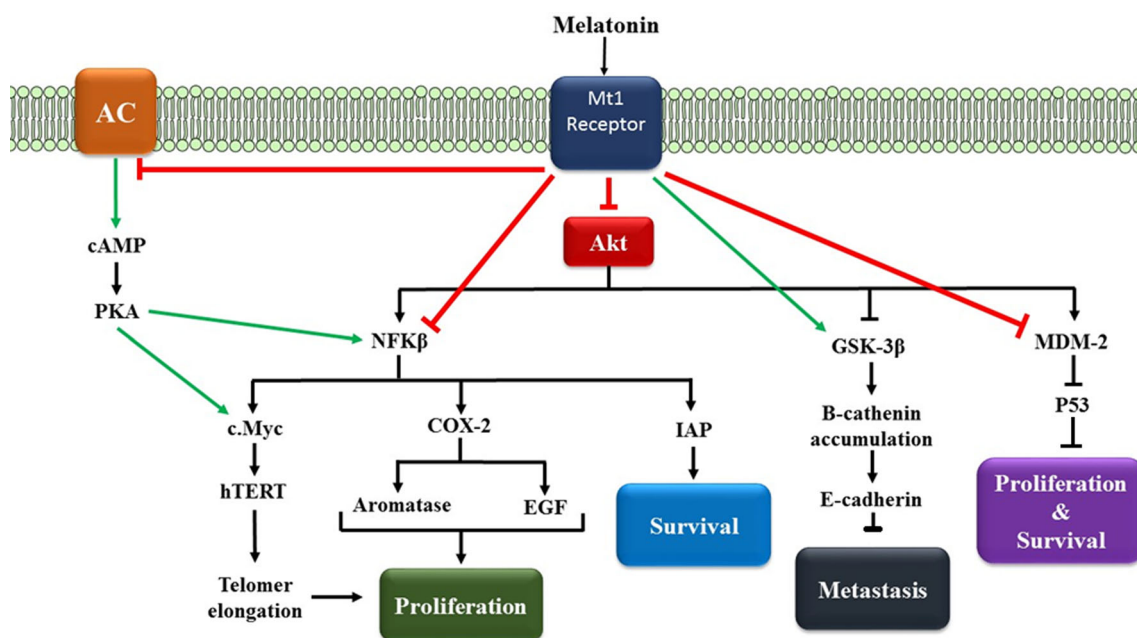 Melatonin
AC
Mt1
Receptor
Akt
cAMP
PKA
NFKβ
GSK-3β
MDM-2
c.Myc
COX-2
IAP
B-cathenin
accumulation
P53
hTERT
Aromatase
EGF
Survival
E-cadherin
Proliferation
&
Survival
Telomer
elongation
Proliferation
Metastasis